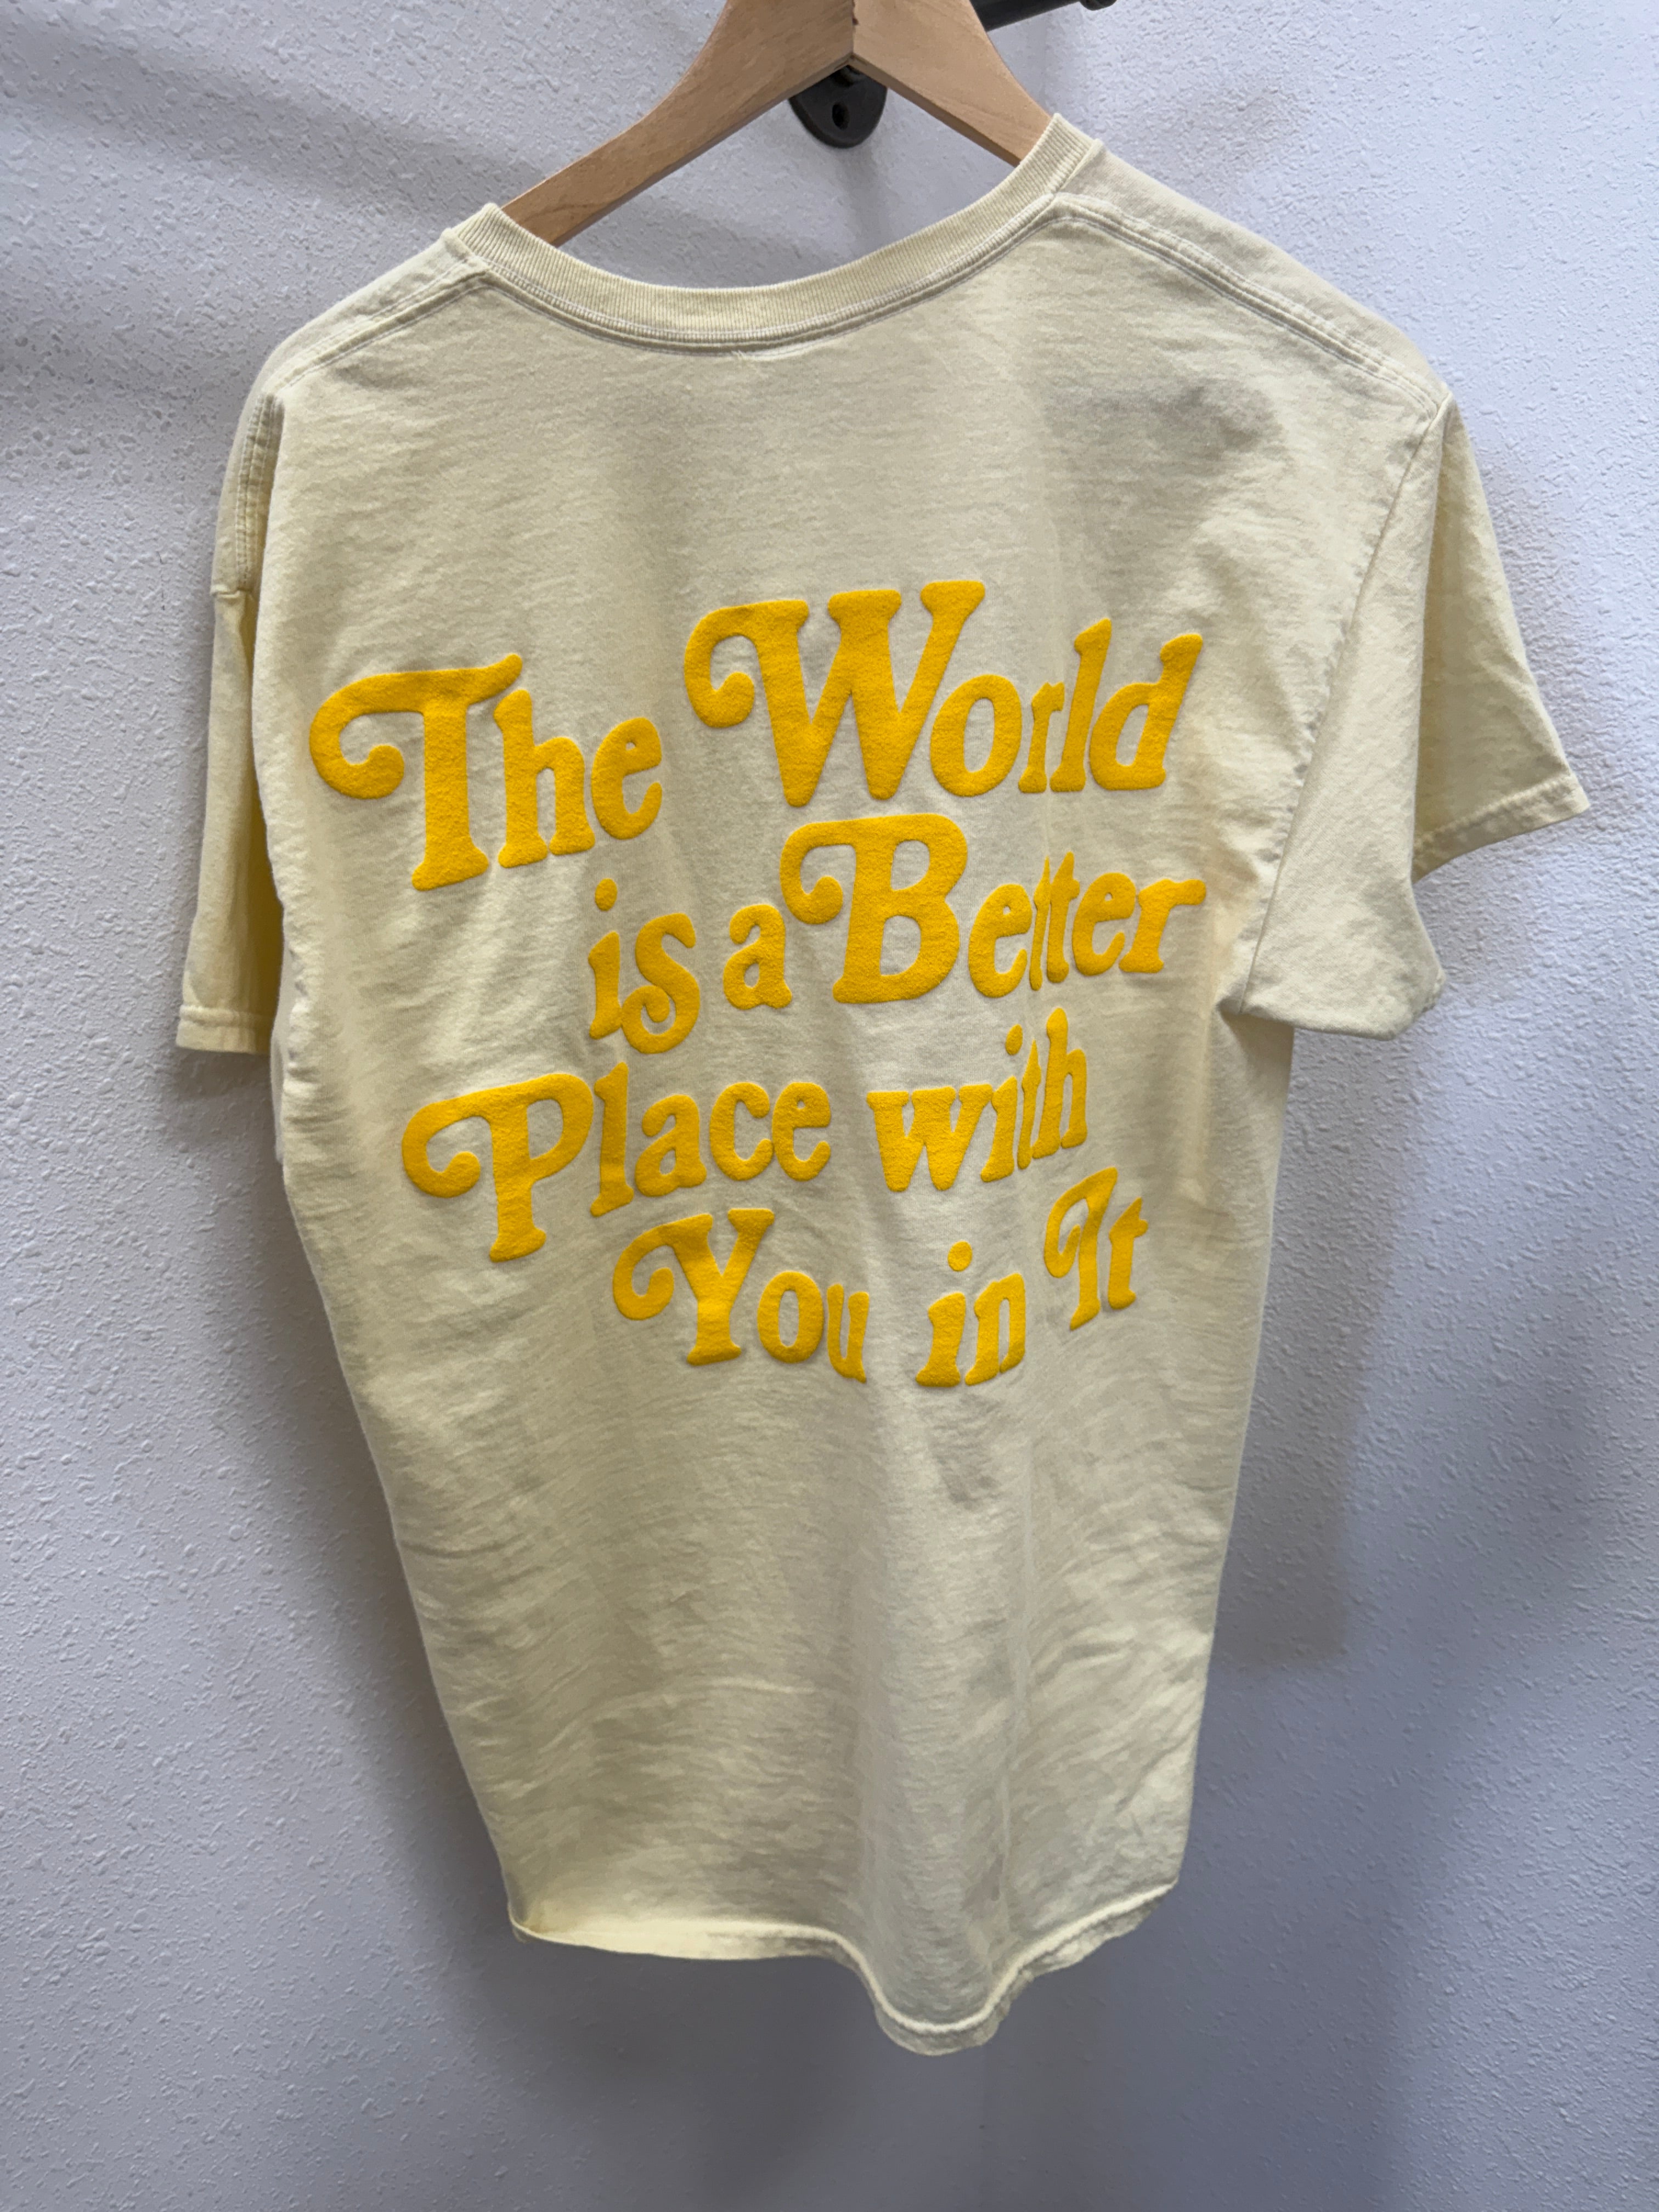 The World
is a Better
Place with
You in It